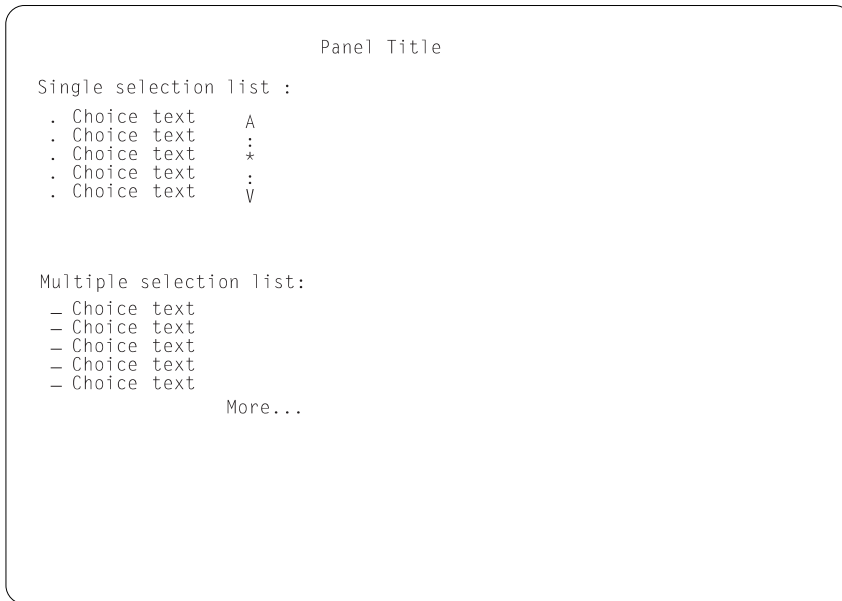 Panel Title
Single selection list :
. Choice text A
. Choice text :
. Choice text *
. Choice text :
. Choice text V
Multiple selection list:
_ Choice text
_ Choice text
_ Choice text
_ Choice text
_ Choice text
More...